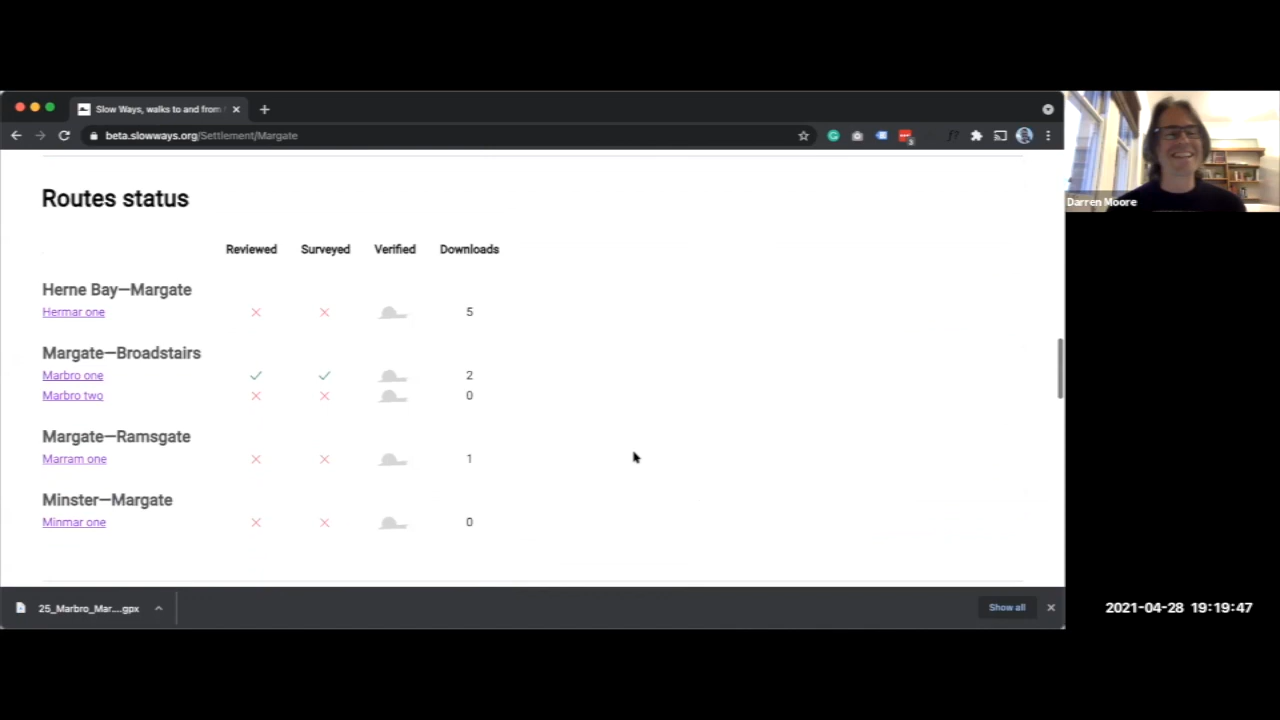 Slow Ways, walks to and from
beta.slowways.org/Settlement/Margate
Darren Moore
Routes status
Reviewed Surveyed Verified Downloads
Herne Bay—Margate
Hermar one 5
Margate—Broadstairs
Marbro one 2
Marbro two 0
Margate—Ramsgate
Marram one 1
Minster—Margate
Minmar one 0
25_Marbro_Mar....gpx
Show all
2021-04-28 19:19:47